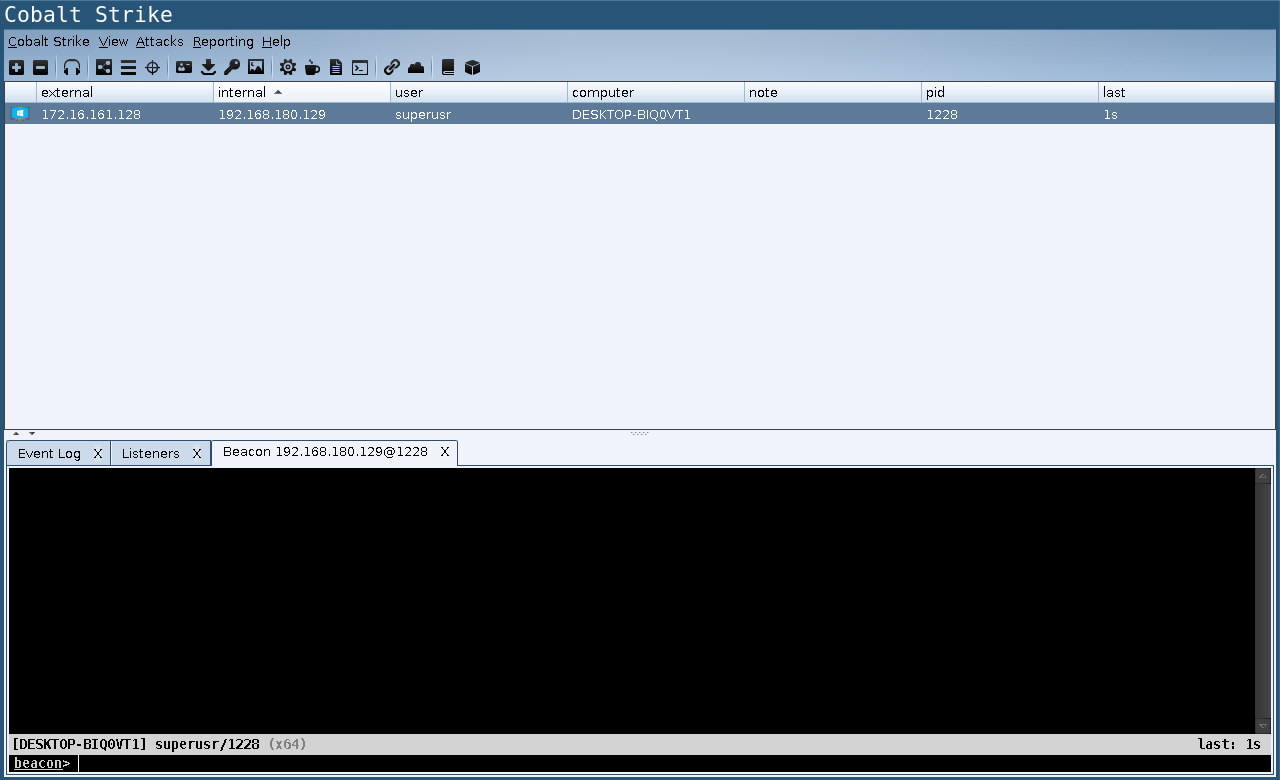 Cobalt Strike
Cobalt Strike View Attacks Reporting Help
external internal user computer note pid last
172.16.161.128 192.168.180.129 superusr DESKTOP-BIQ0VT1 1228 1s
Event Log X Listeners X Beacon 192.168.180.129@1228 X
[DESKTOP-BIQ0VT1] superusr/1228 (x64) last: 1s
beacon>